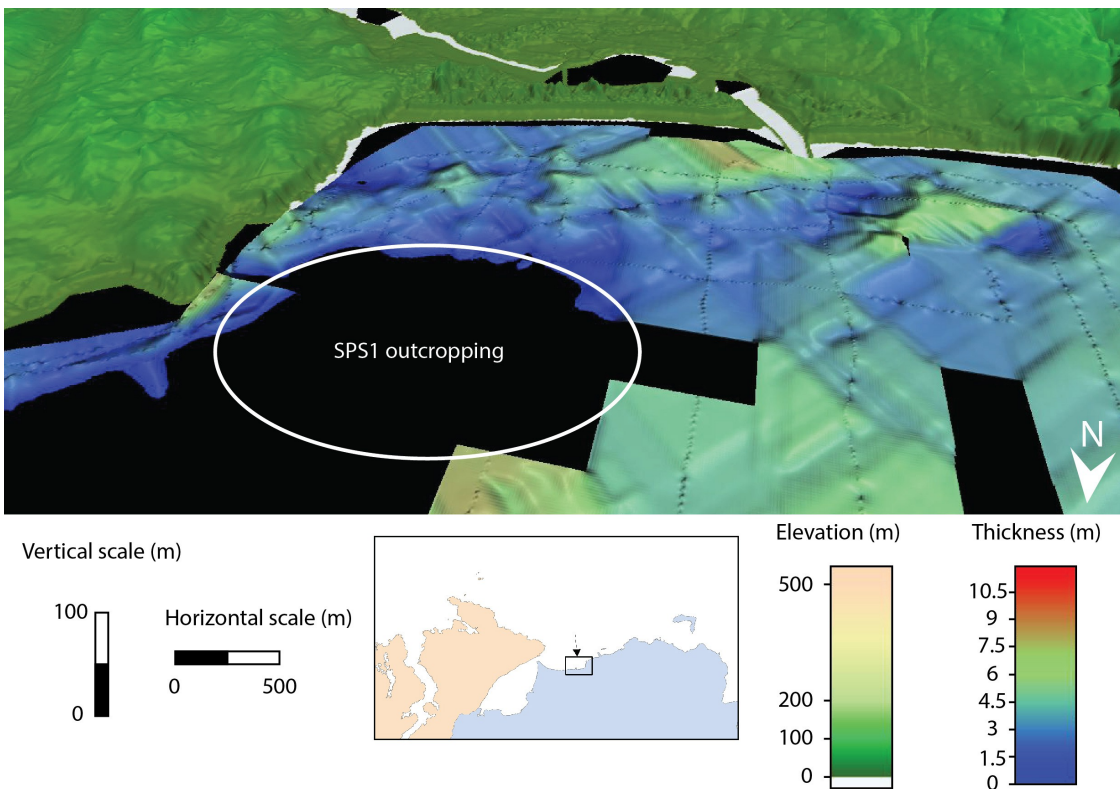 SPS1 outcropping
N
Vertical scale (m)
100
0
Horizontal scale (m)
0 500
Elevation (m)
500
200
100
0
Thickness (m)
10.5
9
7.5
6
4.5
3
1.5
0